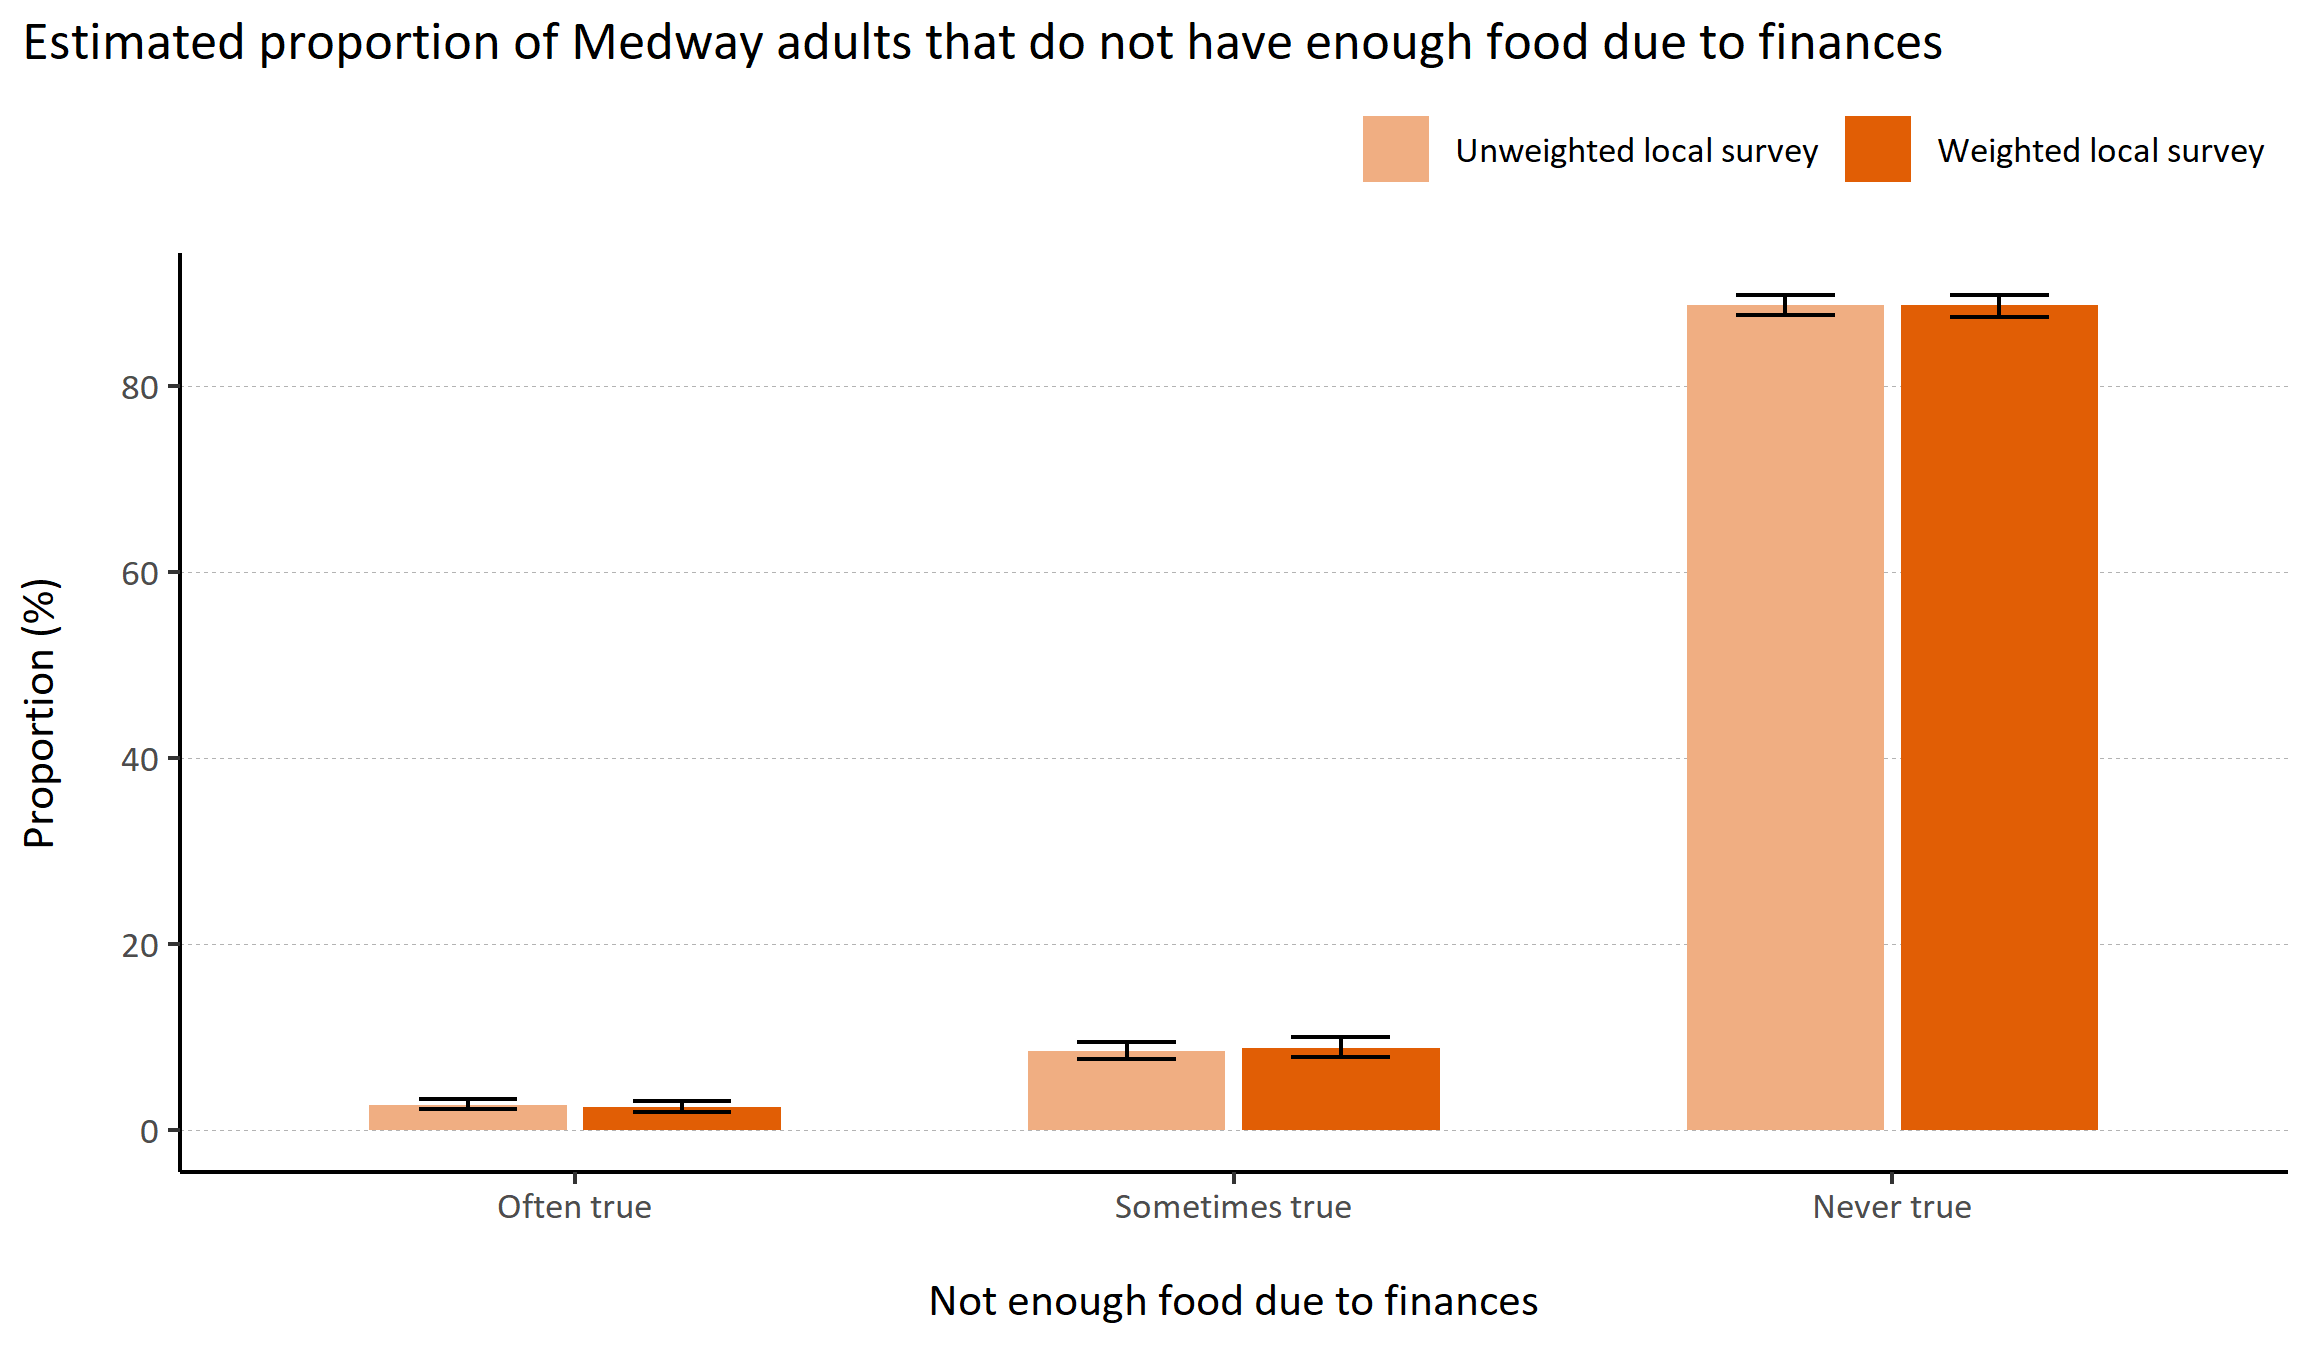 Estimated proportion of Medway adults that do not have enough food due to finances
Unweighted local survey
Weighted local survey
Proportion (%)
80
60
40
20
0
Often true
Sometimes true
Never true
Not enough food due to finances